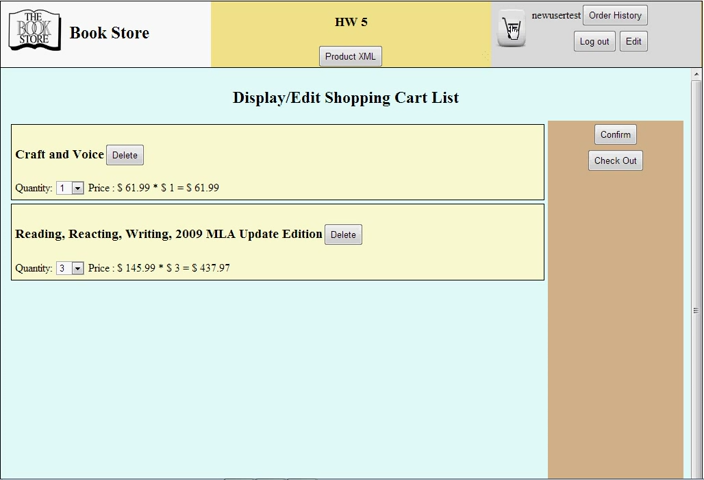 THE
BOOK
STORE
Book Store
HW 5
Product XML
newusertest
Order History
Log out
Edit
Display/Edit Shopping Cart List
Craft and Voice
Delete
Quantity: 1 Price : $ 61.99 * $ 1 = $ 61.99
Reading, Reacting, Writing, 2009 MLA Update Edition
Delete
Quantity: 3 Price : $ 145.99 * $ 3 = $ 437.97
Confirm
Check Out